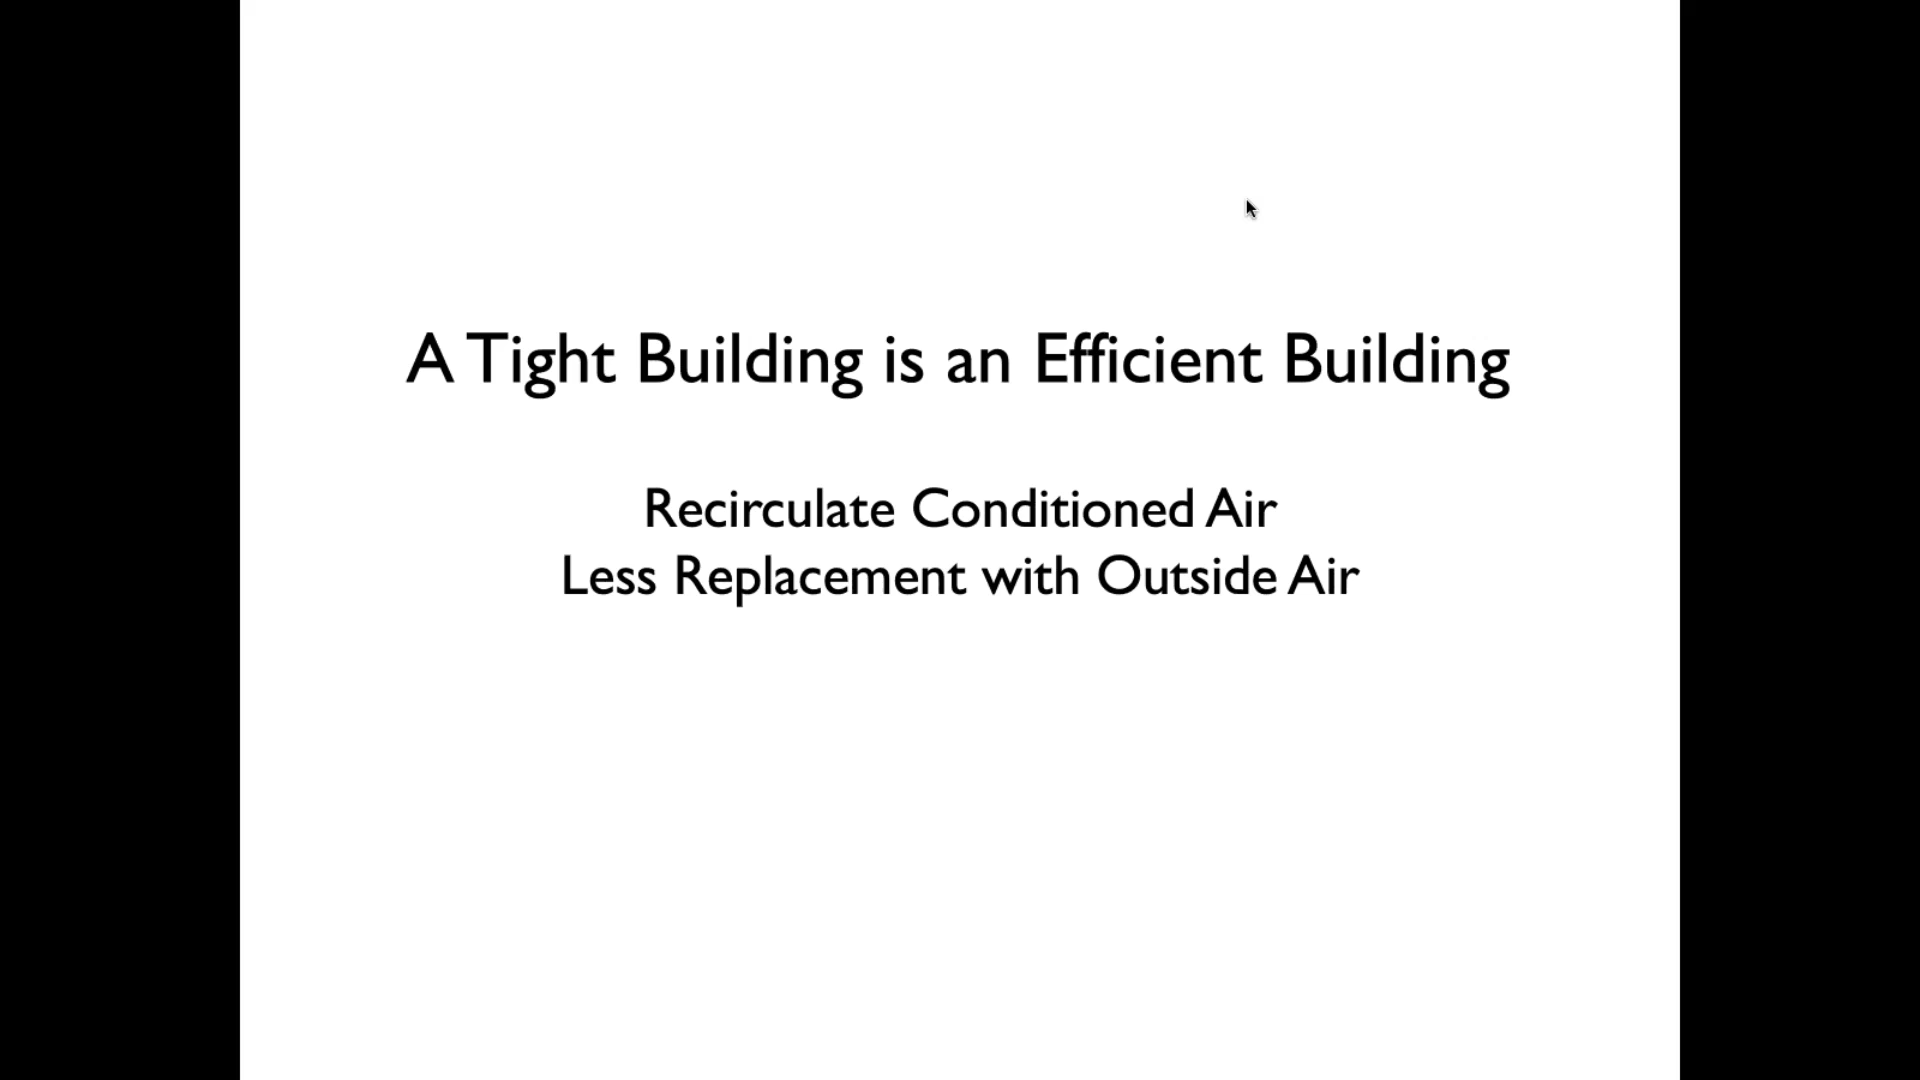 A Tight Building is an Efficient Building
Recirculate Conditioned Air
Less Replacement with Outside Air